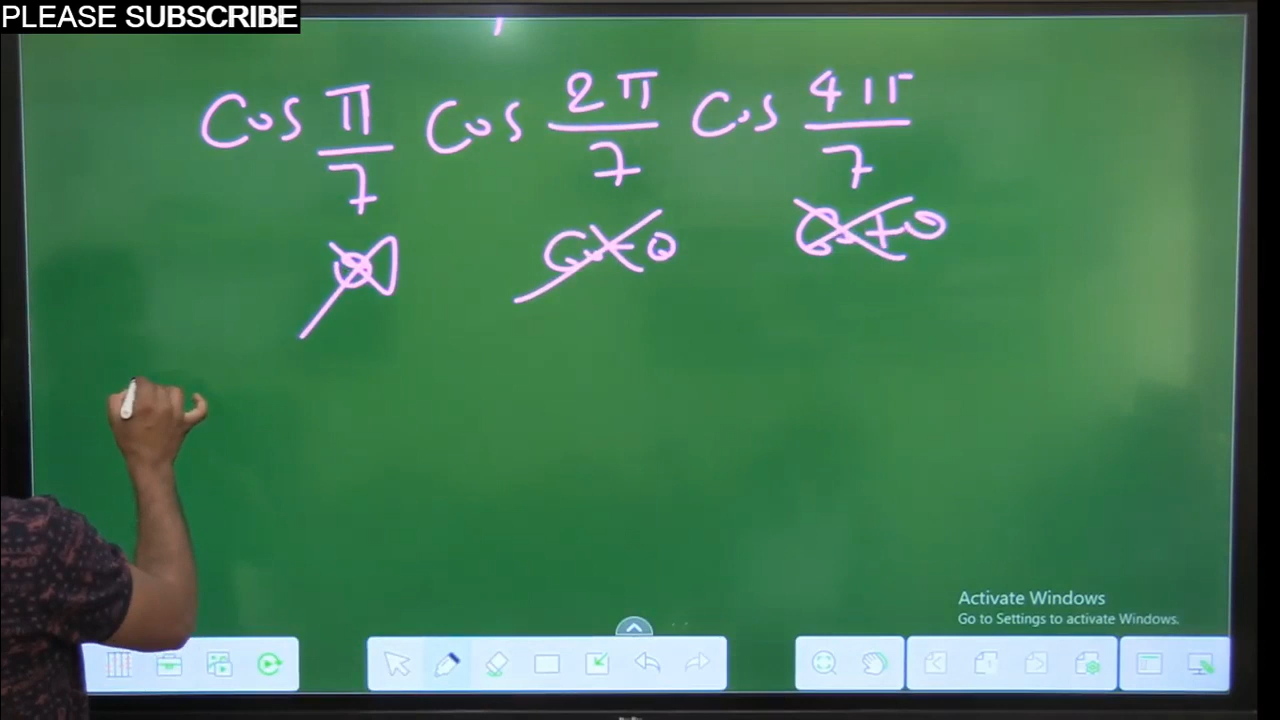 PLEASE SUBSCRIBE
Cos π/7 Cos 2π/7 Cos 4π/7
Activate Windows
Go to Settings to activate Windows.